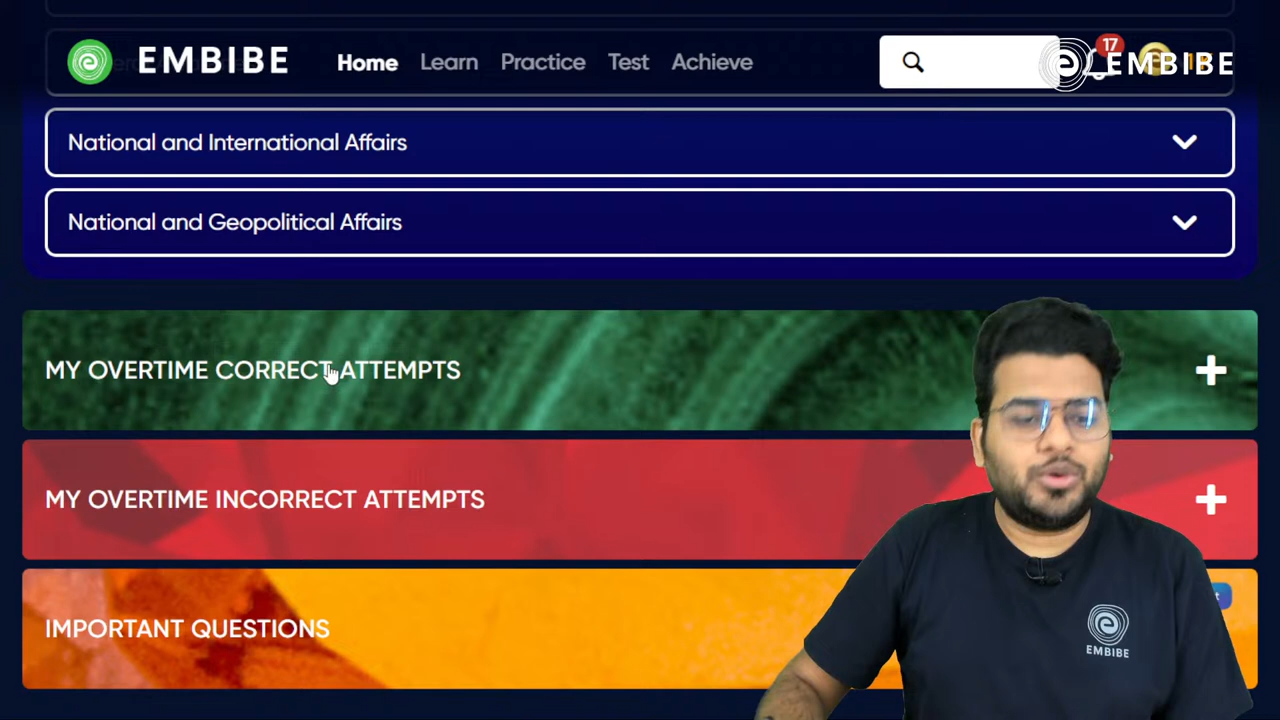 EMBIBE Home Learn Practice Test Achieve 17 EMBIBE
National and International Affairs
National and Geopolitical Affairs
MY OVERTIME CORRECT ATTEMPTS
MY OVERTIME INCORRECT ATTEMPTS
IMPORTANT QUESTIONS
EMBIBE